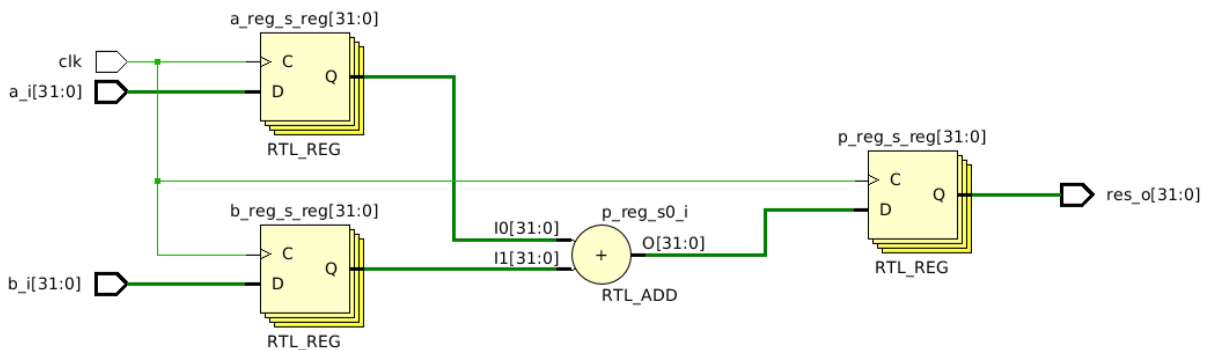 a_reg_s_reg[31:0]
clk
C
Q
a_i[31:0]
D
RTL_REG
b_reg_s_reg[31:0]
C
Q
b_i[31:0]
D
RTL_REG
p_reg_s0_i
I0[31:0]
I1[31:0]
+
O[31:0]
RTL_ADD
p_reg_s_reg[31:0]
C
Q
D
RTL_REG
res_o[31:0]